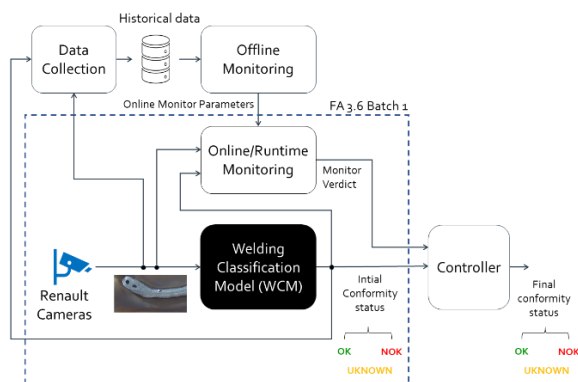 Historical data
Data
Collection
Offline
Monitoring
Online Monitor Parameters
FA 3.6 Batch 1
Online/Runtime
Monitoring
Monitor
Verdict
Welding
Classification
Model (WCM)
Controller
Renault
Cameras
Intial
Conformity
status
Final
conformity
status
OK
NOK
UKNOWN
OK
NOK
UKNOWN